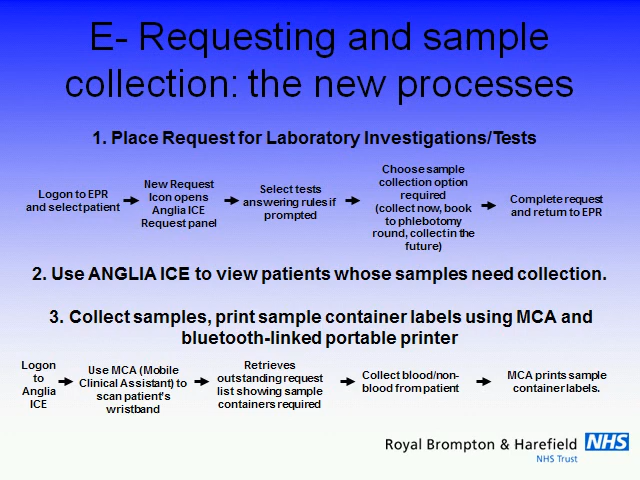 E- Requesting and sample
collection: the new processes
1. Place Request for Laboratory Investigations/Tests
Logon to EPR
and select patient
New Request
Icon opens
Anglia ICE
Request panel
Select tests
answering rules if
prompted
Choose sample
collection option
required
(collect now, book
to phlebotomy
round, collect in the
future)
Complete request
and return to EPR
2. Use ANGLIA ICE to view patients whose samples need collection.
3. Collect samples, print sample container labels using MCA and
bluetooth-linked portable printer
Logon
to
Anglia
ICE
Use MCA (Mobile
Clinical Assistant) to
scan patient's
wristband
Retrieves
outstanding request
list showing sample
containers required
Collect blood/non-
blood from patient
MCA prints sample
container labels.
Royal Brompton & Harefield NHS
NHS Trust